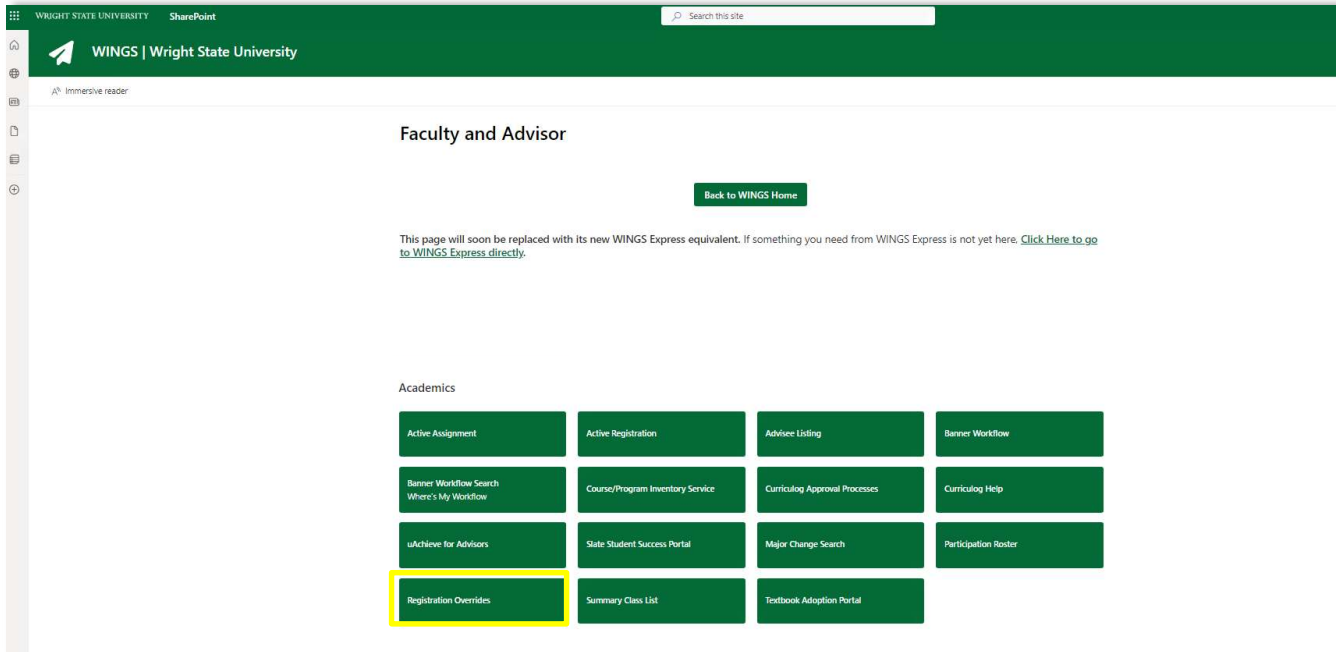 WRIGHT STATE UNIVERSITY SharePoint
Search this site
WINGS | Wright State University
Immersive reader
Faculty and Advisor
Back to WINGS Home
This page will soon be replaced with its new WINGS Express equivalent. If something you need from WINGS Express is not yet here, Click Here to go
to WINGS Express directly.
Academics
Active Assignment
Active Registration
Advisee Listing
Banner Workflow
Banner Workflow Search
Where's My Workflow
Course/Program Inventory Service
Curriculog Approval Processes
Curriculog Help
uAchieve for Advisors
Slate Student Success Portal
Major Change Search
Participation Roster
Registration Overrides
Summary Class List
Textbook Adoption Portal